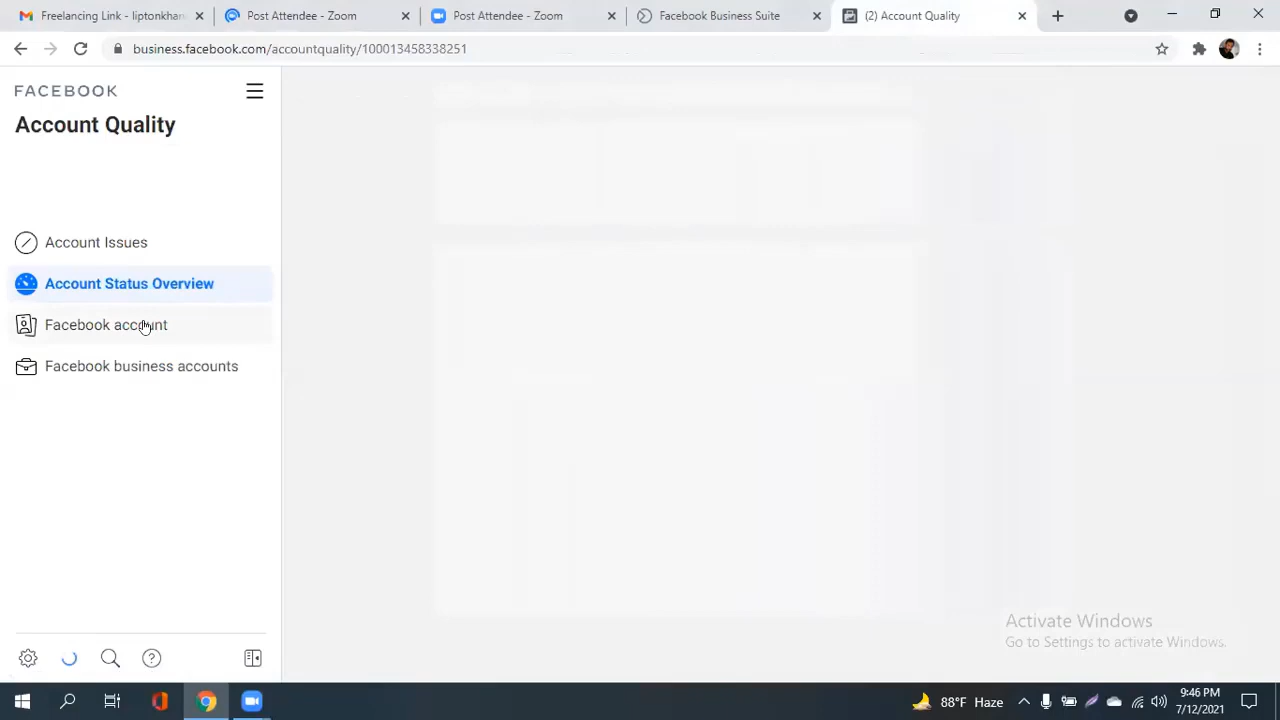 Freelancing Link - liptonkhan
Post Attendee - Zoom
Post Attendee - Zoom
Facebook Business Suite
(2) Account Quality
business.facebook.com/accountquality/100013458338251
FACEBOOK
Account Quality
Account Issues
Account Status Overview
Facebook account
Facebook business accounts
Activate Windows
Go to Settings to activate Windows.
88°F Haze
9:46 PM
7/12/2021